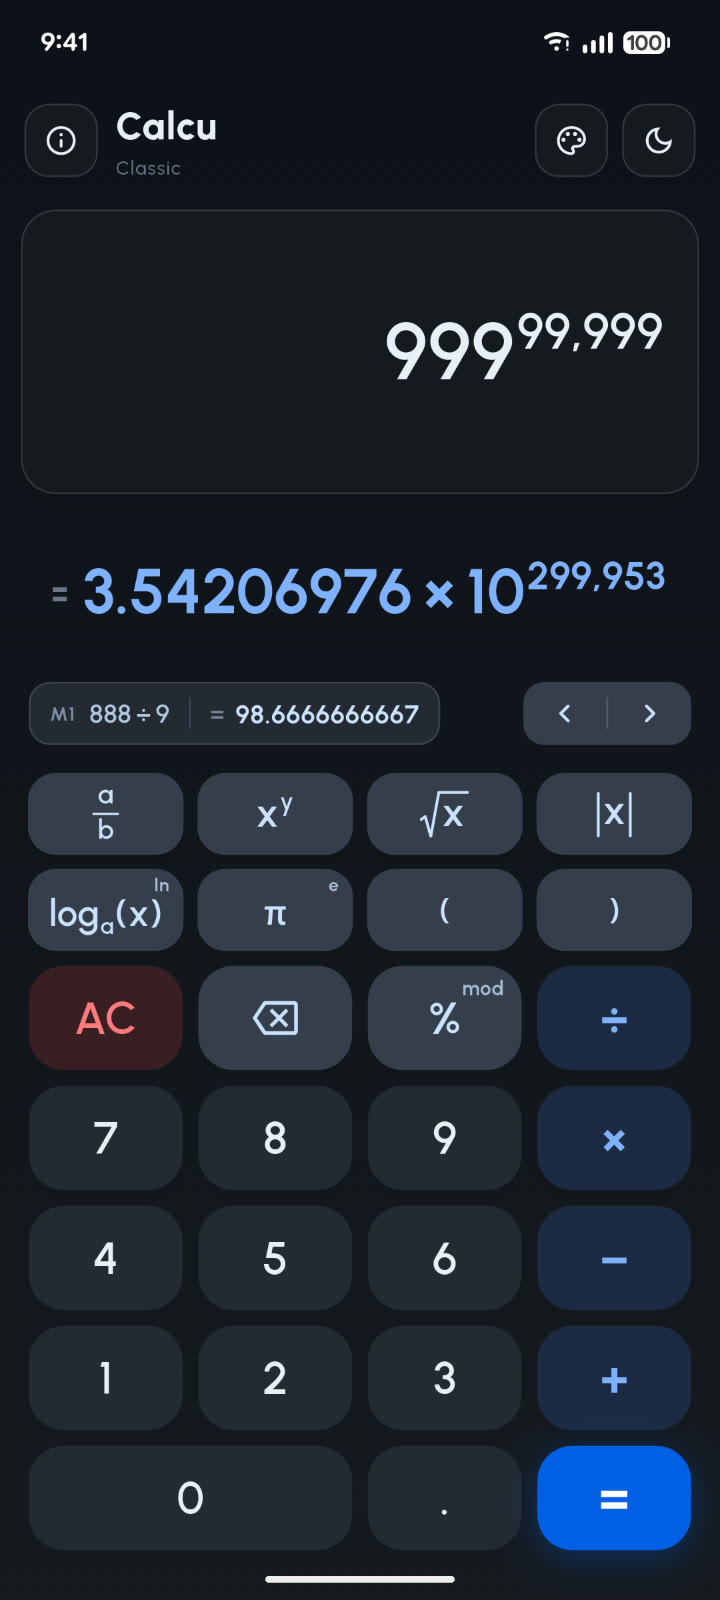 9:41 100
Calcu
Classic
999^99,999
= 3.54206976 × 10^299,953
M1 888÷9 = 98.6666666667
a/b x^y √x |x|
ln e
logₐ(x) π ( )
mod
AC % ÷
7 8 9 ×
4 5 6 −
1 2 3 +
0 . =